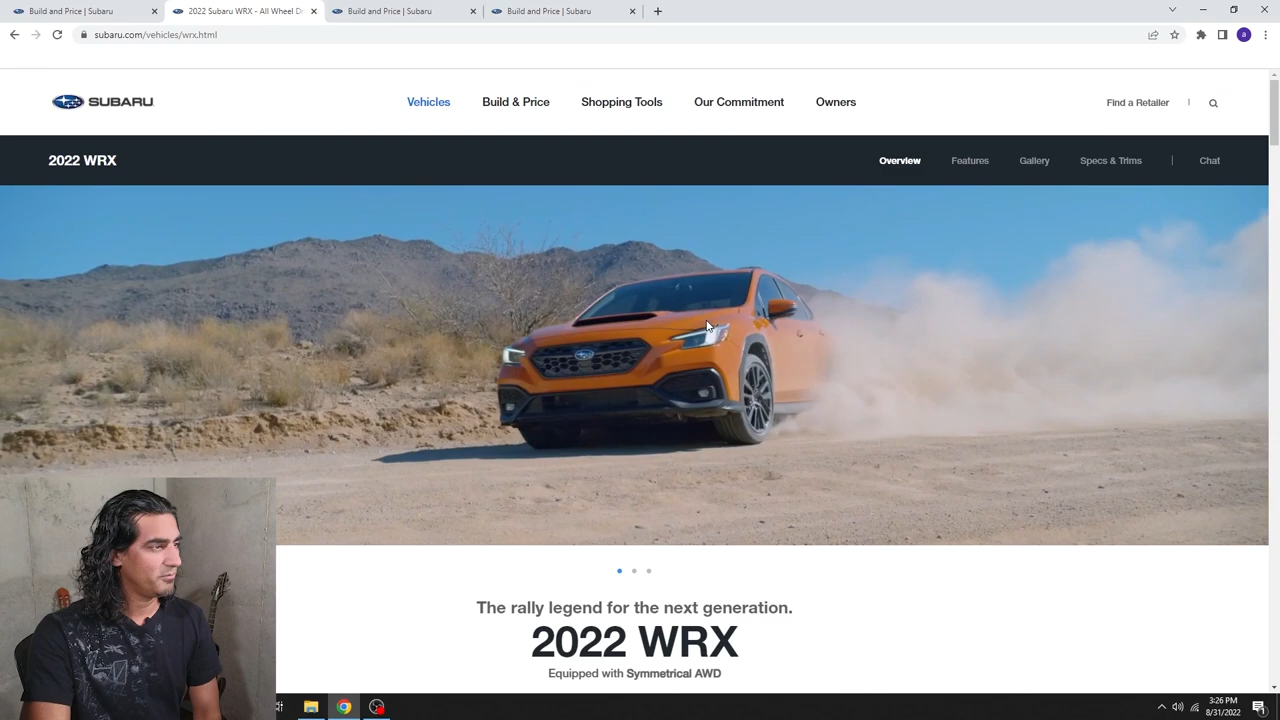 Build and Price | Subaru
2022 Subaru WRX - All Wheel D
Build and Price | Subaru
Build and Price | Subaru
subaru.com/vehicles/wrx.html
a
SUBARU
Vehicles
Build & Price
Shopping Tools
Our Commitment
Owners
Find a Retailer
2022 WRX
Overview
Features
Gallery
Specs & Trims
Chat
The rally legend for the next generation.
2022 WRX
Equipped with Symmetrical AWD
3:26 PM
8/31/2022